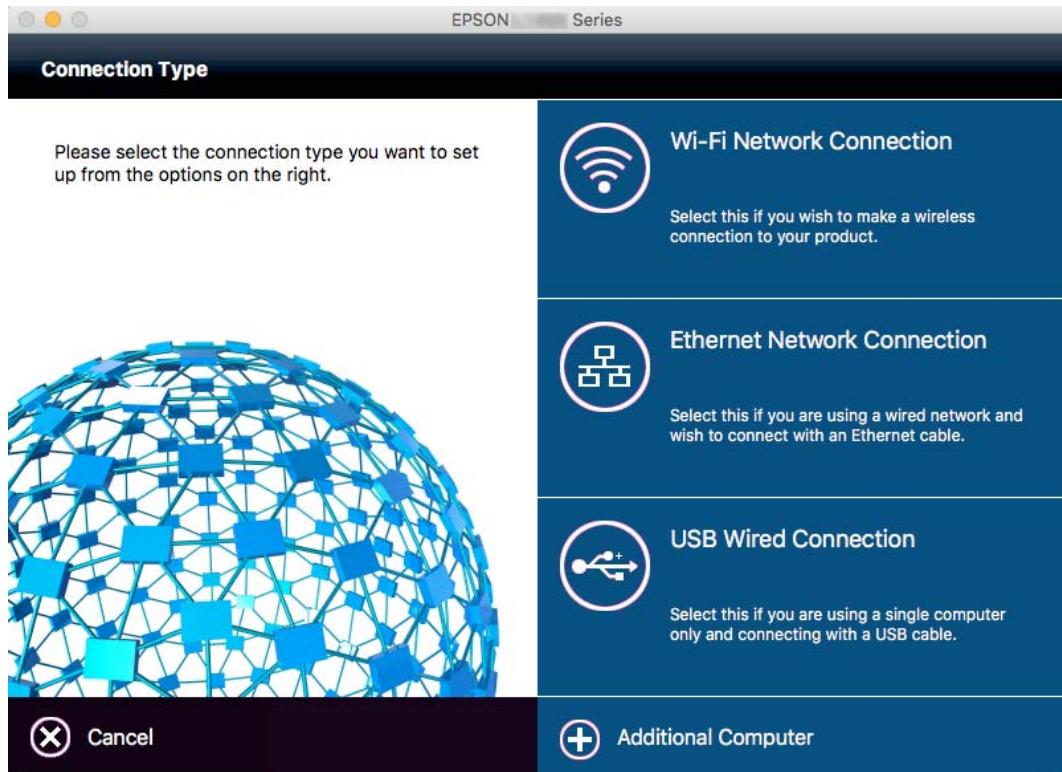 EPSON Series
Connection Type
Please select the connection type you want to set
up from the options on the right.
Wi-Fi Network Connection
Select this if you wish to make a wireless
connection to your product.
Ethernet Network Connection
Select this if you are using a wired network and
wish to connect with an Ethernet cable.
USB Wired Connection
Select this if you are using a single computer
only and connecting with a USB cable.
Cancel
Additional Computer